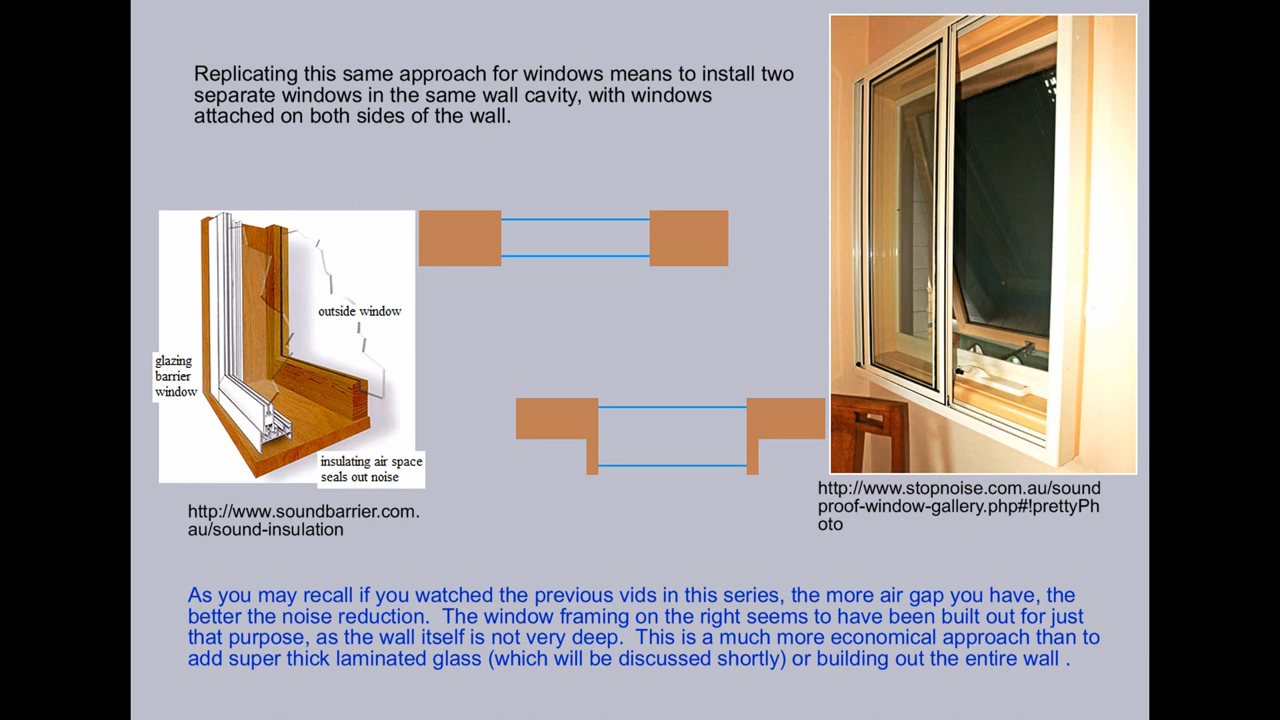 Replicating this same approach for windows means to install two
separate windows in the same wall cavity, with windows
attached on both sides of the wall.
outside window
glazing
barrier
window
insulating air space
seals out noise
http://www.soundbarrier.com.
au/sound-insulation
http://www.stopnoise.com.au/sound
proof-window-gallery.php#!prettyPh
oto
As you may recall if you watched the previous vids in this series, the more air gap you have, the
better the noise reduction.  The window framing on the right seems to have been built out for just
that purpose, as the wall itself is not very deep.  This is a much more economical approach than to
add super thick laminated glass (which will be discussed shortly) or building out the entire wall .